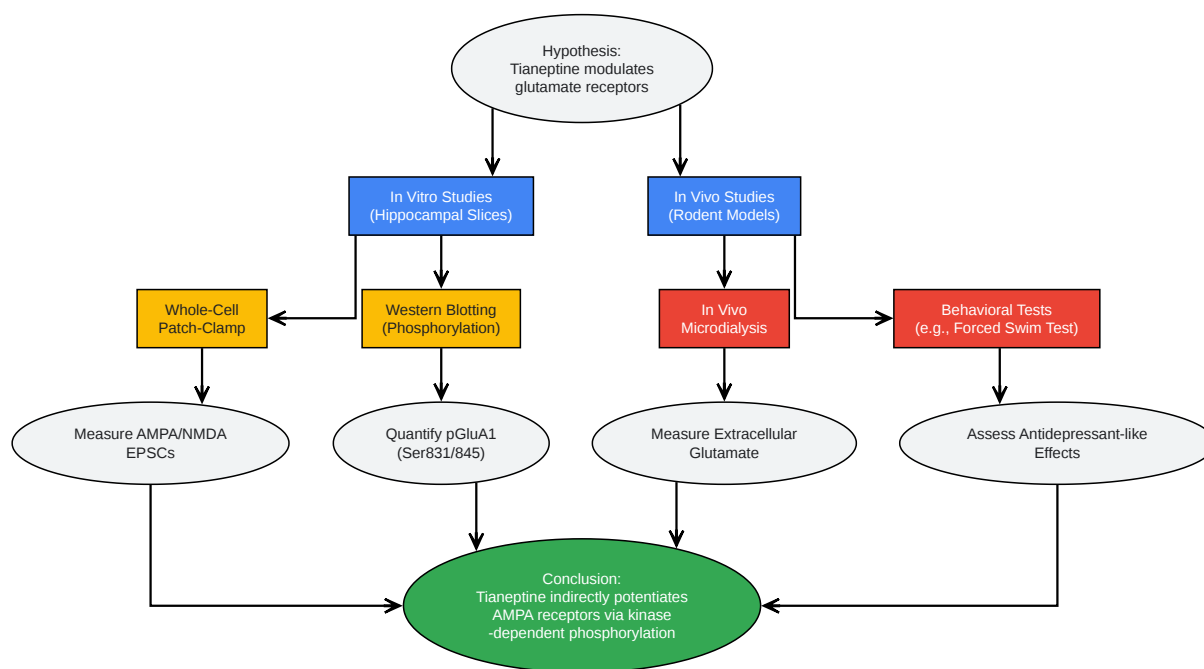 Hypothesis:
Tianeptine modulates
glutamate receptors
In Vitro Studies
(Hippocampal Slices)
In Vivo Studies
(Rodent Models)
Whole-Cell
Patch-Clamp
Western Blotting
(Phosphorylation)
In Vivo
Microdialysis
Behavioral Tests
(e.g., Forced Swim Test)
Measure AMPA/NMDA
EPSCs
Quantify pGluA1
(Ser831/845)
Measure Extracellular
Glutamate
Assess Antidepressant-like
Effects
Conclusion:
Tianeptine indirectly potentiates
AMPA receptors via kinase
-dependent phosphorylation